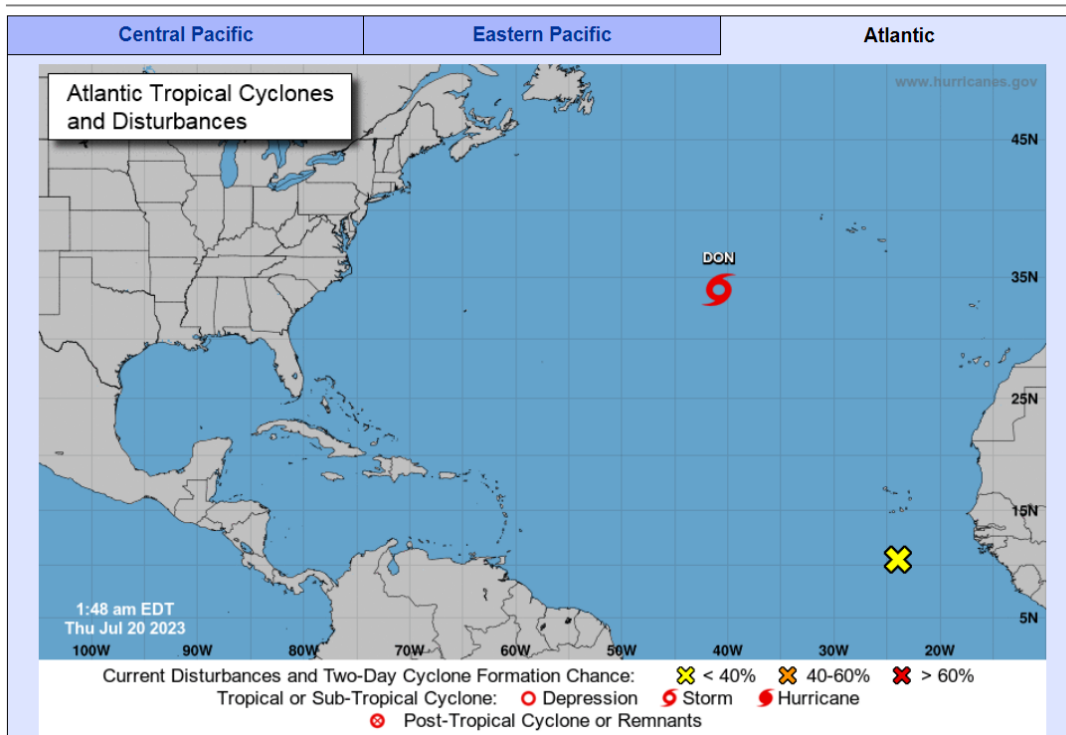 Central Pacific Eastern Pacific Atlantic
Atlantic Tropical Cyclones
and Disturbances
www.hurricanes.gov
45N
DON
35N
25N
15N
1:48 am EDT
Thu Jul 20 2023
5N
100W 90W 80W 70W 60W 50W 40W 30W 20W
Current Disturbances and Two-Day Cyclone Formation Chance: < 40% 40-60% > 60%
Tropical or Sub-Tropical Cyclone: Depression Storm Hurricane
Post-Tropical Cyclone or Remnants